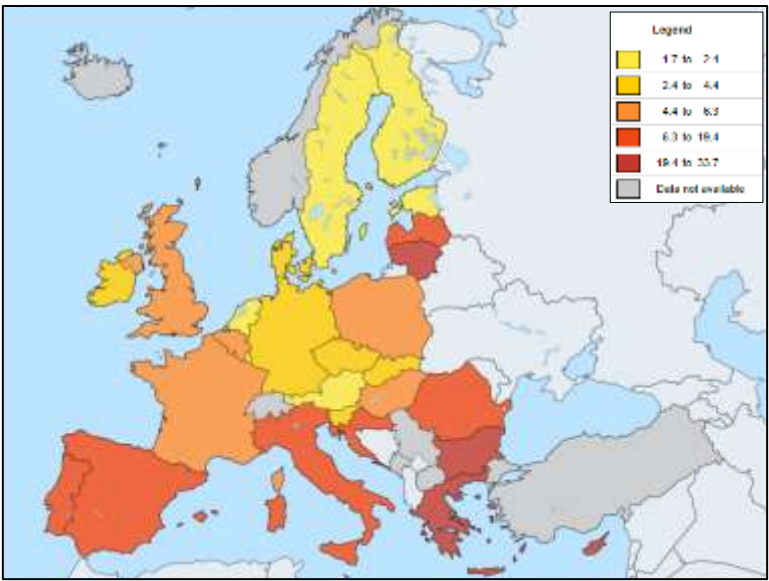 Legend
1.7 to 2.4
2.4 to 4.4
4.4 to 6.3
6.3 to 19.4
19.4 to 33.7
Data not available